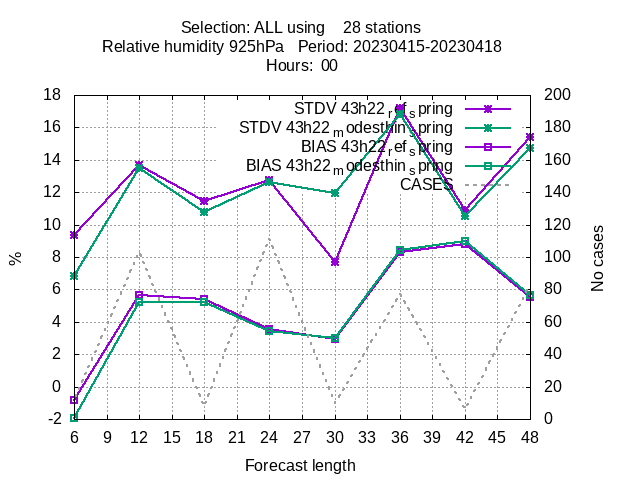 Selection: ALL using    28 stations
Relative humidity 925hPa   Period: 20230415-20230418
Hours:  00
STDV 43h22_ref_spring
STDV 43h22_modesthin_spring
BIAS 43h22_ref_spring
BIAS 43h22_modesthin_spring
CASES
18
16
14
12
10
8
6
4
2
0
-2
%
200
180
160
140
120
100
80
60
40
20
0
No cases
6 9 12 15 18 21 24 27 30 33 36 39 42 45 48
Forecast length